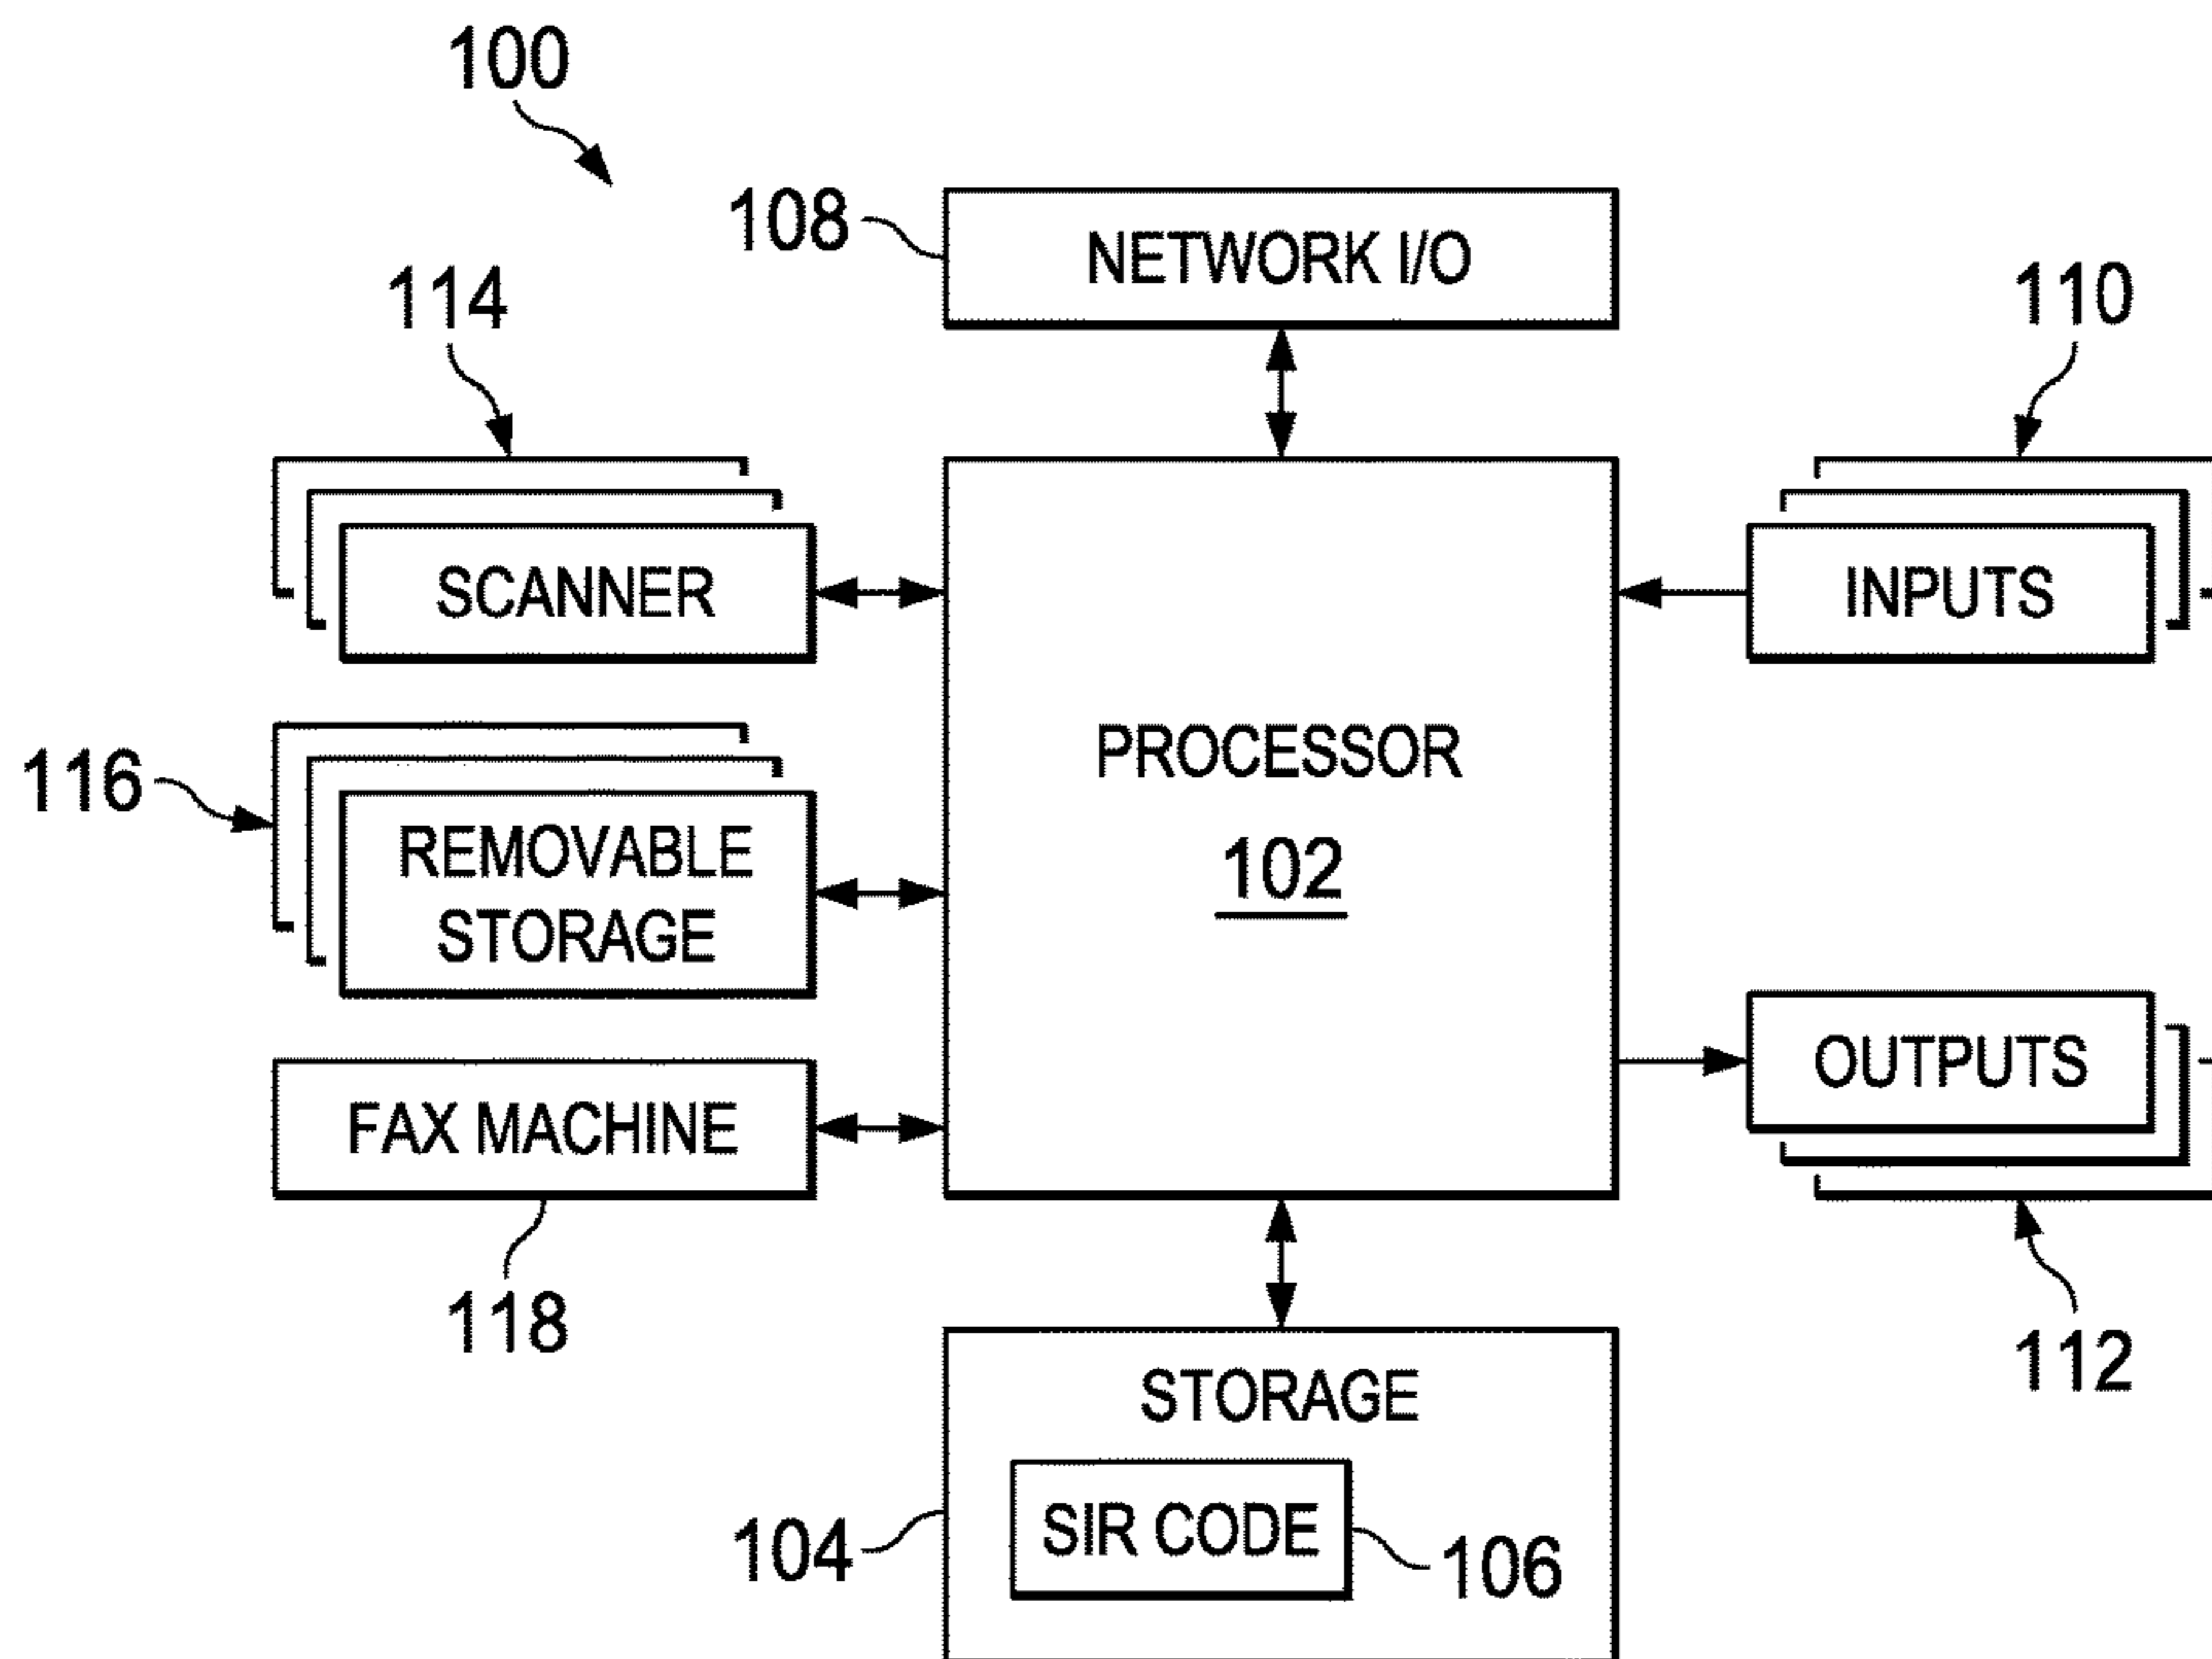 100
108
NETWORK I/O
114
110
SCANNER
INPUTS
PROCESSOR
102
116
REMOVABLE
STORAGE
OUTPUTS
FAX MACHINE
118
112
STORAGE
104
SIR CODE
106